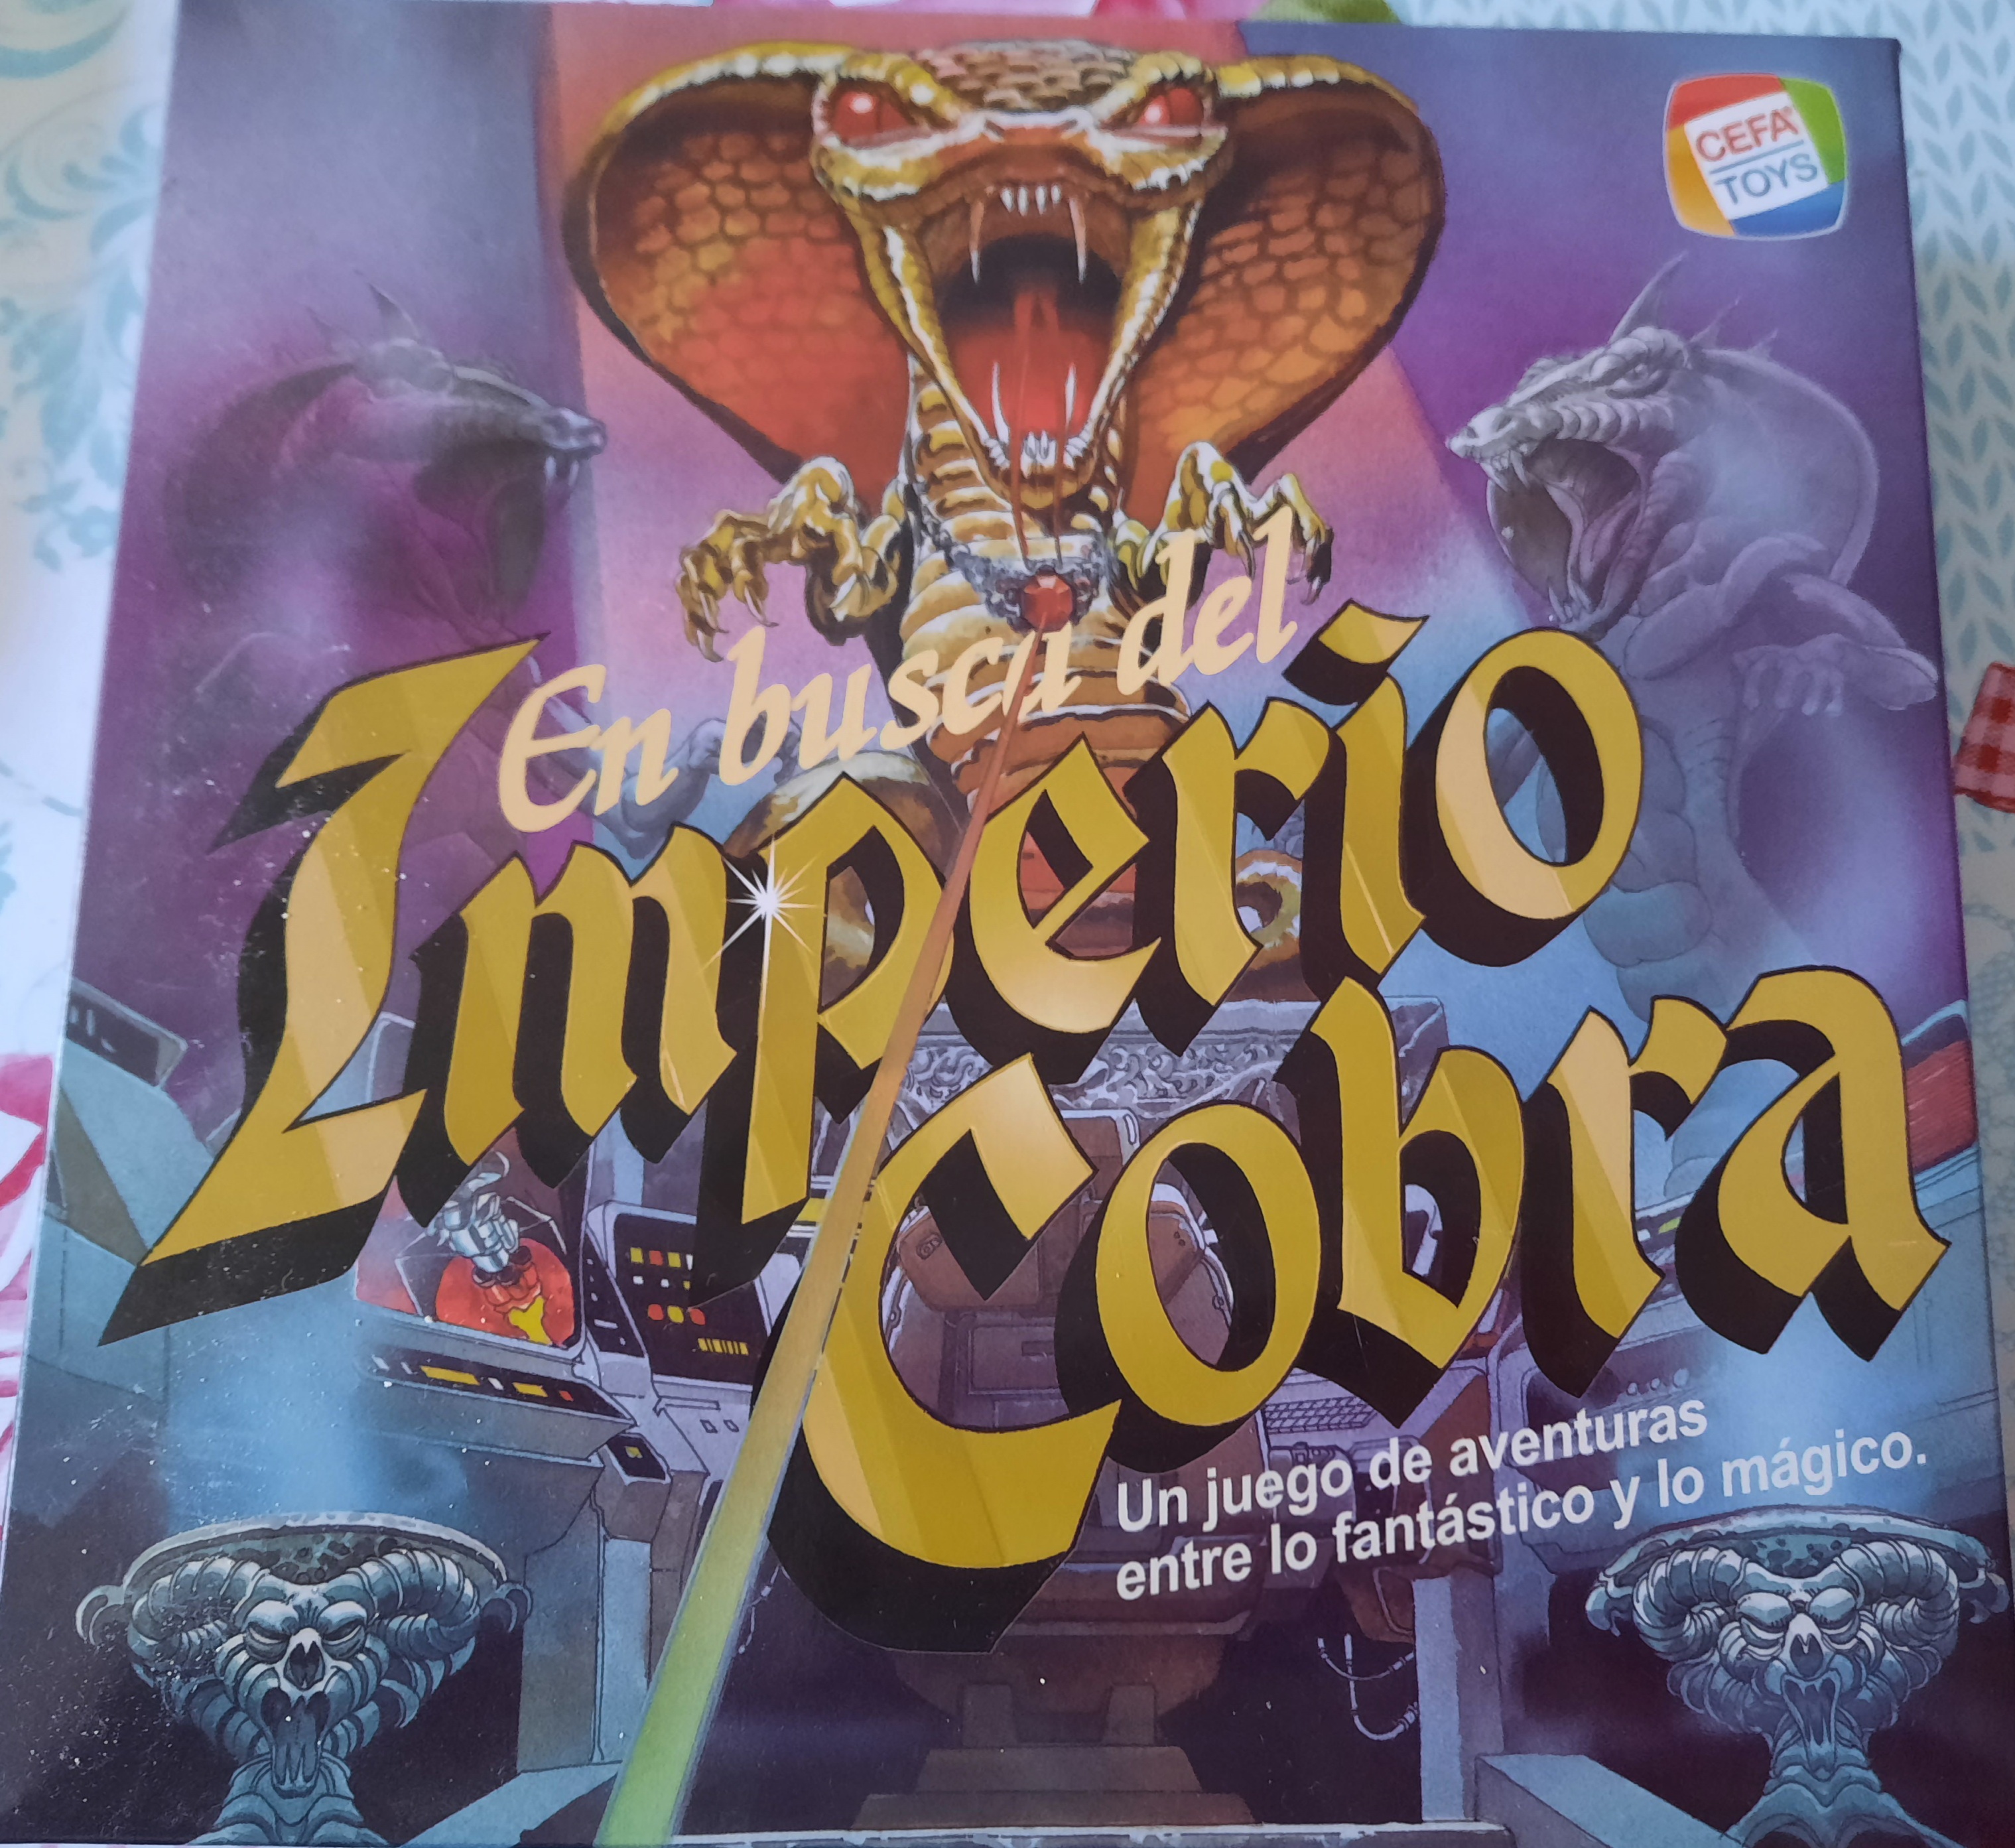 CEFA®
TOYS
En busca del
Imperio
Cobra
Un juego de aventuras
entre lo fantástico y lo mágico.